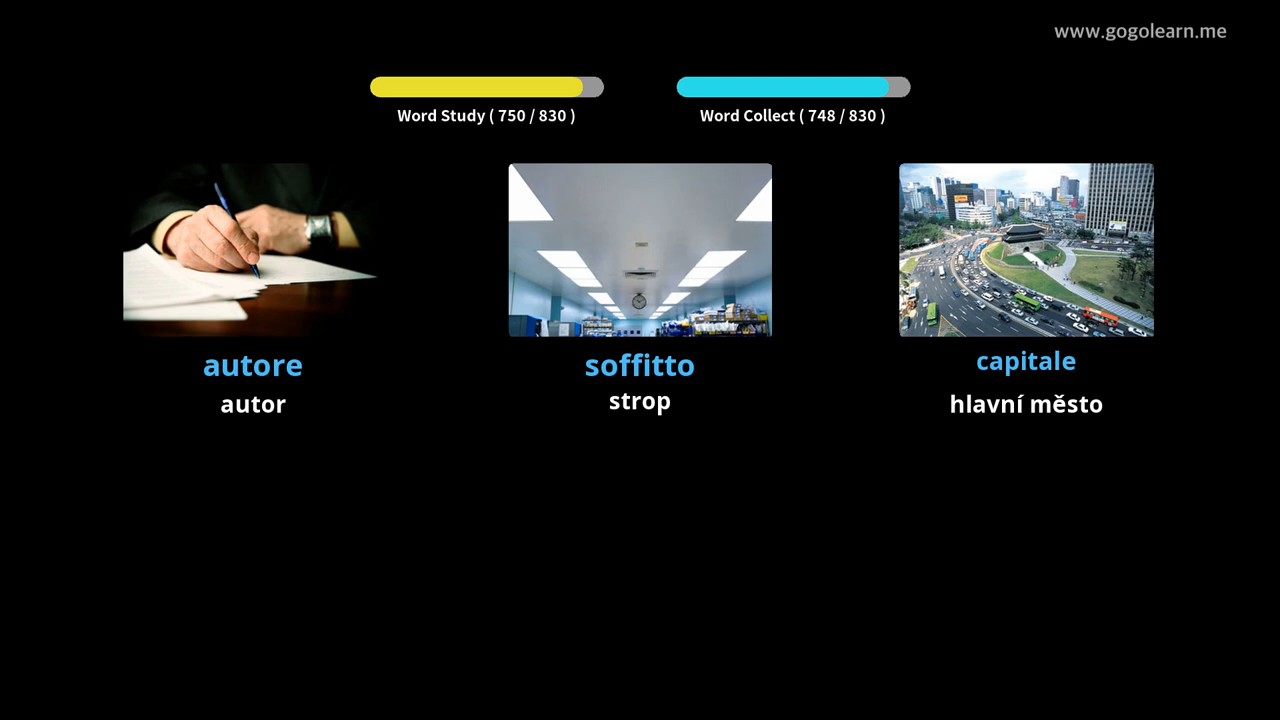 www.gogolearn.me
Word Study ( 750 / 830 )
Word Collect ( 748 / 830 )
autore
autor
soffitto
strop
capitale
hlavní město